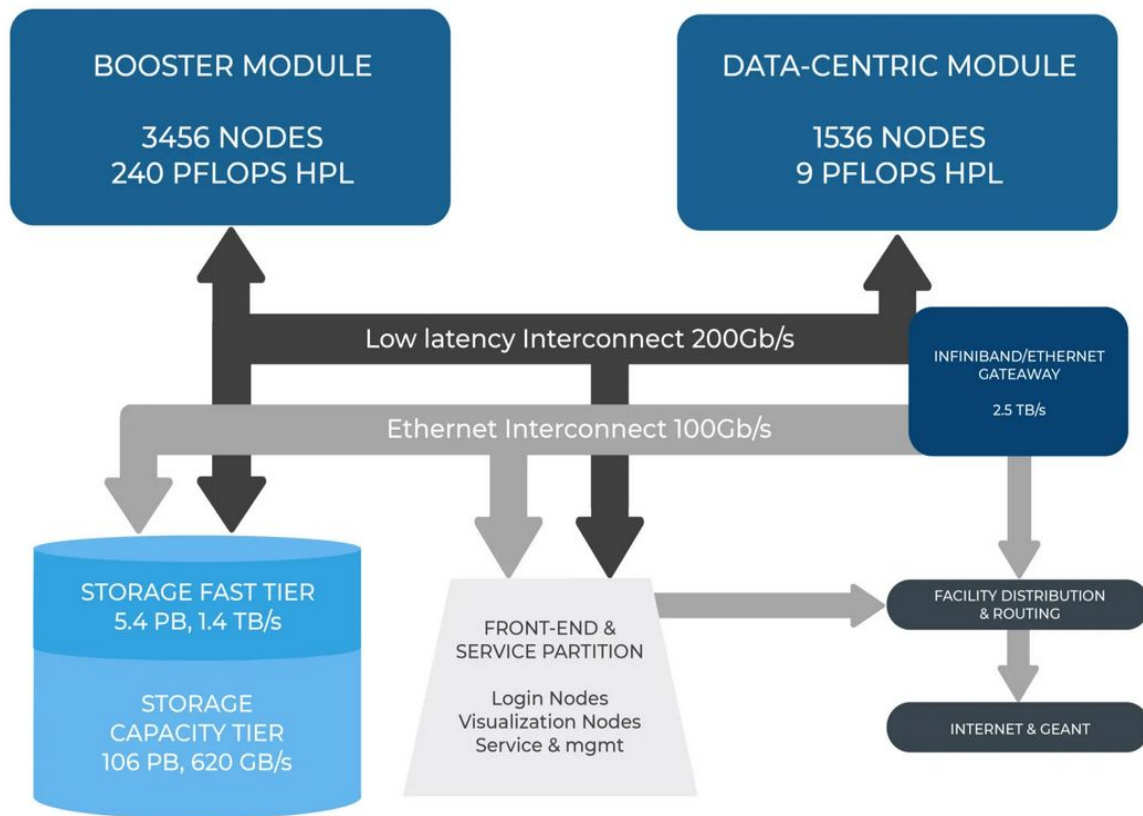 BOOSTER MODULE
3456 NODES
240 PFLOPS HPL
DATA-CENTRIC MODULE
1536 NODES
9 PFLOPS HPL
Low latency Interconnect 200Gb/s
INFINIBAND/ETHERNET
GATEAWAY
2.5 TB/s
Ethernet Interconnect 100Gb/s
STORAGE FAST TIER
5.4 PB, 1.4 TB/s
STORAGE
CAPACITY TIER
106 PB, 620 GB/s
FRONT-END &
SERVICE PARTITION
Login Nodes
Visualization Nodes
Service & mgmt
FACILITY DISTRIBUTION
& ROUTING
INTERNET & GEANT